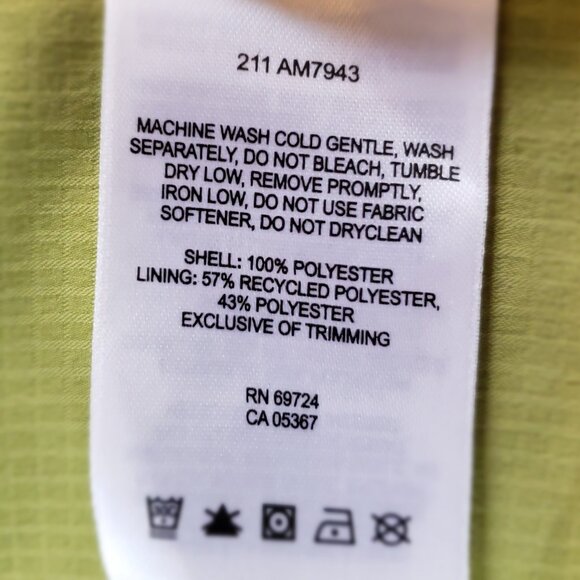 211 AM7943
MACHINE WASH COLD GENTLE, WASH
SEPARATELY, DO NOT BLEACH, TUMBLE
DRY LOW, REMOVE PROMPTLY,
IRON LOW, DO NOT USE FABRIC
SOFTENER, DO NOT DRYCLEAN
SHELL: 100% POLYESTER
LINING: 57% RECYCLED POLYESTER,
43% POLYESTER
EXCLUSIVE OF TRIMMING
RN 69724
CA 05367